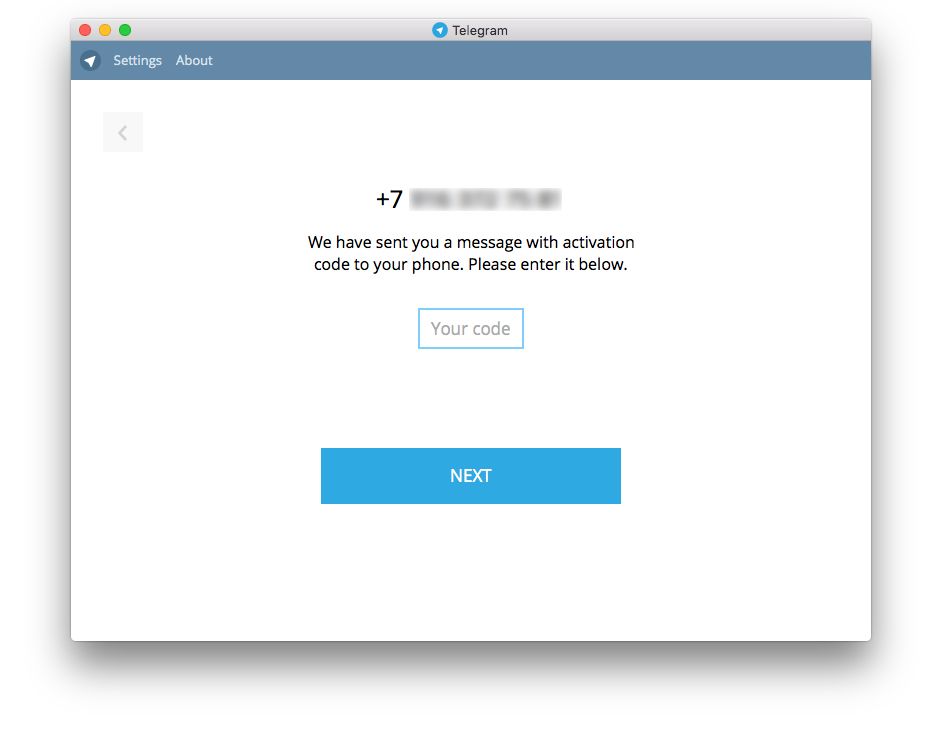 Telegram
Settings About
+7
We have sent you a message with activation
code to your phone. Please enter it below.
Your code
NEXT